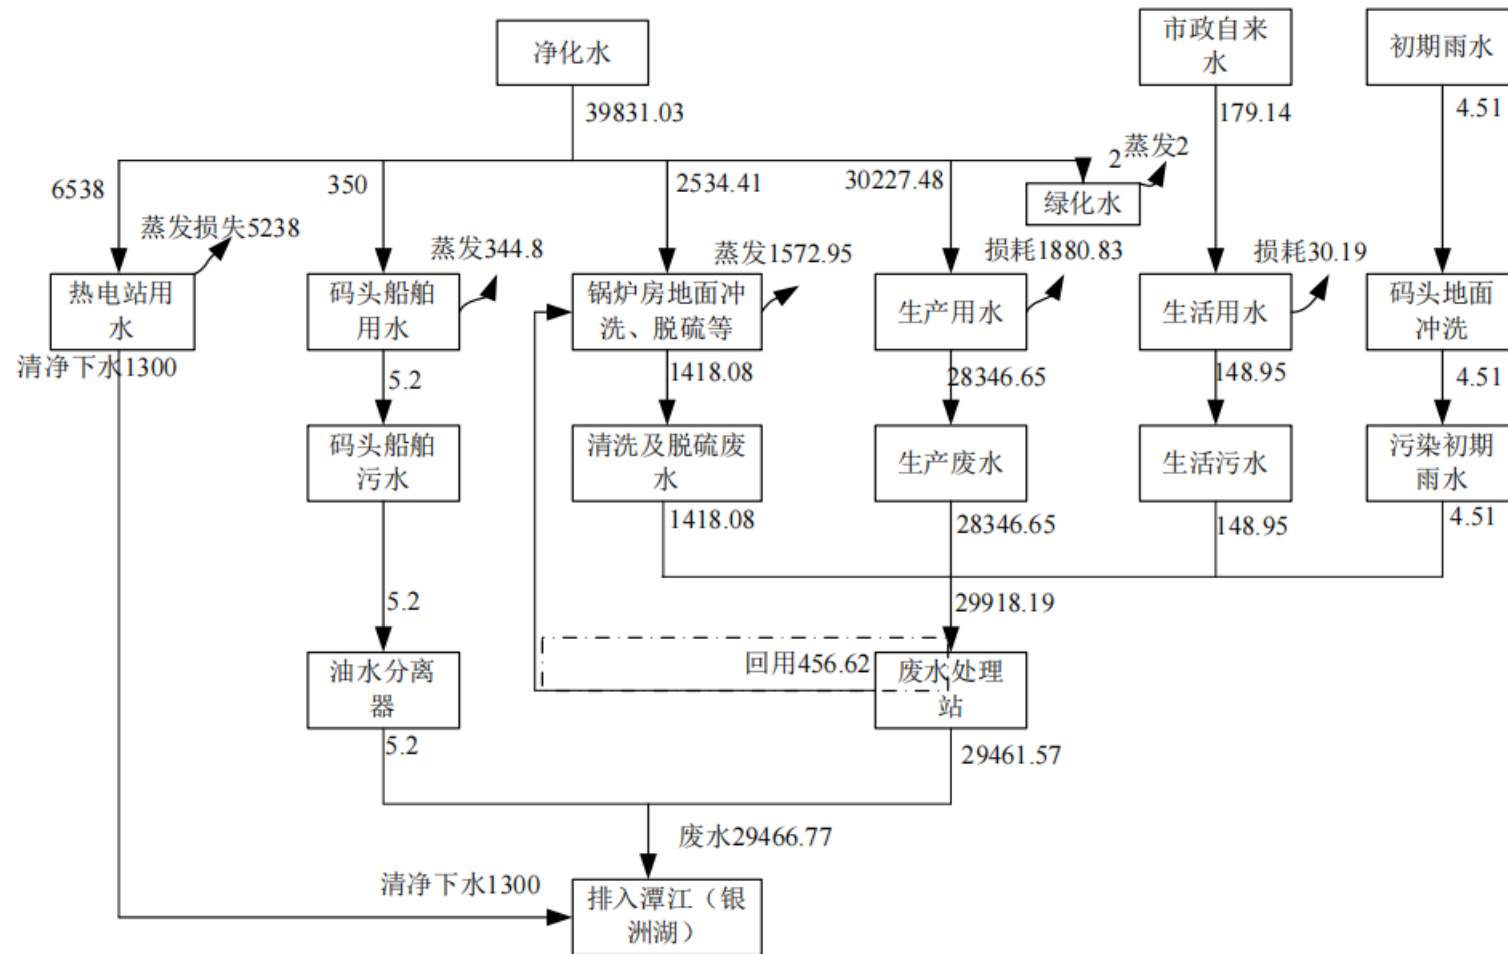 净化水
市政自来
水
初期雨水
39831.03
179.14
4.51
6538
350
2534.41
30227.48
2
蒸发2
绿化水
蒸发损失5238
蒸发344.8
蒸发1572.95
损耗1880.83
损耗30.19
热电站用
水
码头船舶
用水
锅炉房地面冲
洗、脱硫等
生产用水
生活用水
码头地面
冲洗
清净下水1300
5.2
1418.08
28346.65
148.95
4.51
码头船舶
污水
清洗及脱硫废
水
生产废水
生活污水
污染初期
雨水
1418.08
28346.65
148.95
4.51
5.2
29918.19
油水分离
器
回用456.62
废水处理
站
5.2
29461.57
废水29466.77
清净下水1300
排入潭江（银
洲湖）